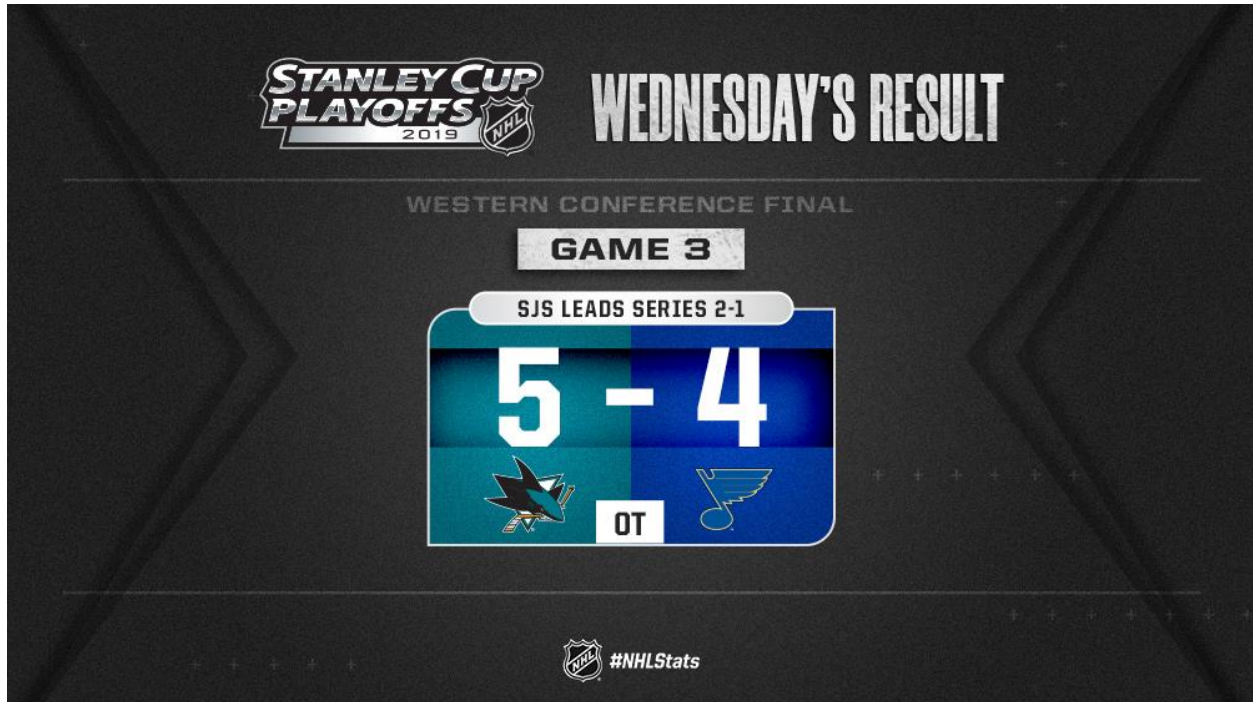 STANLEY CUP
PLAYOFFS
2019
NHL
WEDNESDAY'S RESULT
WESTERN CONFERENCE FINAL
GAME 3
SJS LEADS SERIES 2-1
5 - 4
OT
NHL
#NHLStats